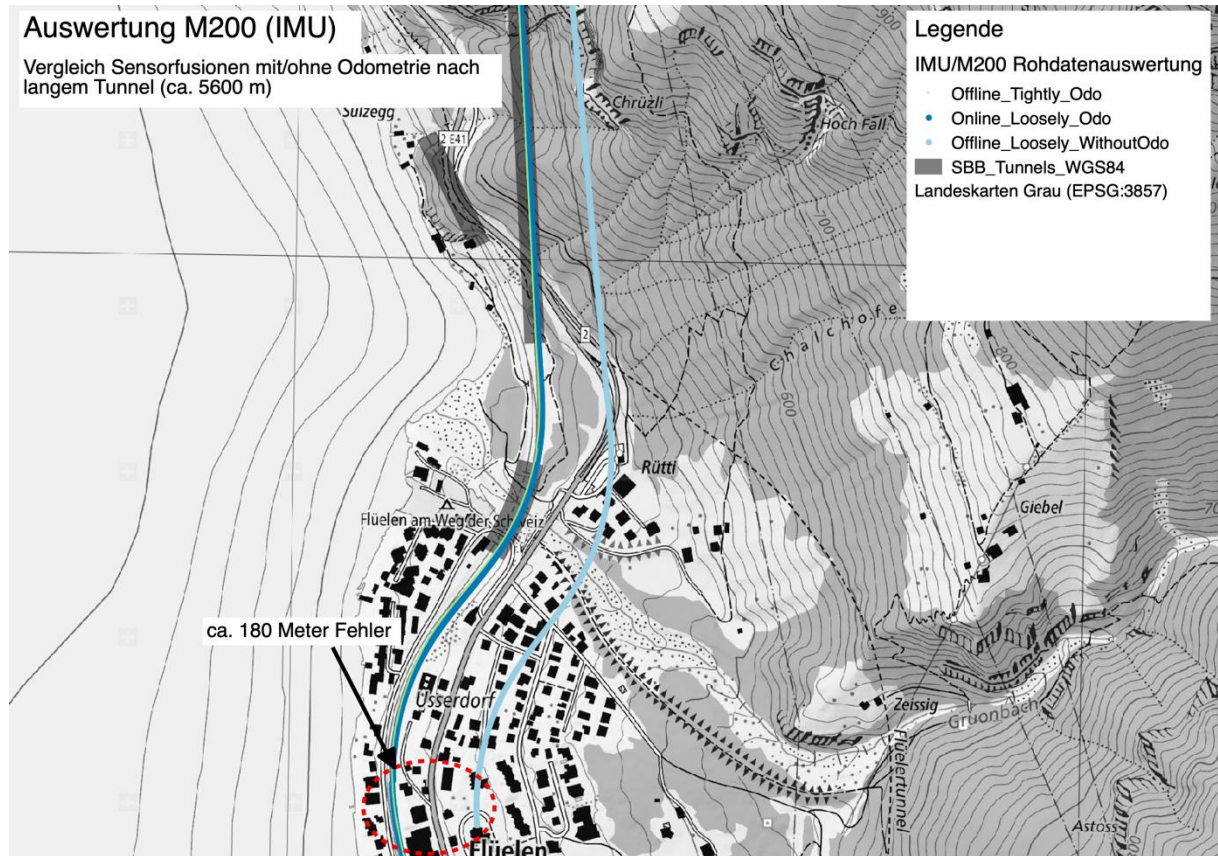 Auswertung M200 (IMU)
Vergleich Sensorfusionen mit/ohne Odometrie nach
langem Tunnel (ca. 5600 m)
Legende
IMU/M200 Rohdatenauswertung
Offline_Tightly_Odo
Online_Loosely_Odo
Offline_Loosely_WithoutOdo
SBB_Tunnels_WGS84
Landeskarten Grau (EPSG:3857)
900
Chrüzli
Sulzegg
Hoch Fall
2 E41
700
800
2
Chalchofe
600
Rütti
Giebel
Flüelen am Weg der Schweiz
ca. 180 Meter Fehler
Usserdorf
Zeissig
Gruonbach
Flüelertunnel
Flüelen
Astoss